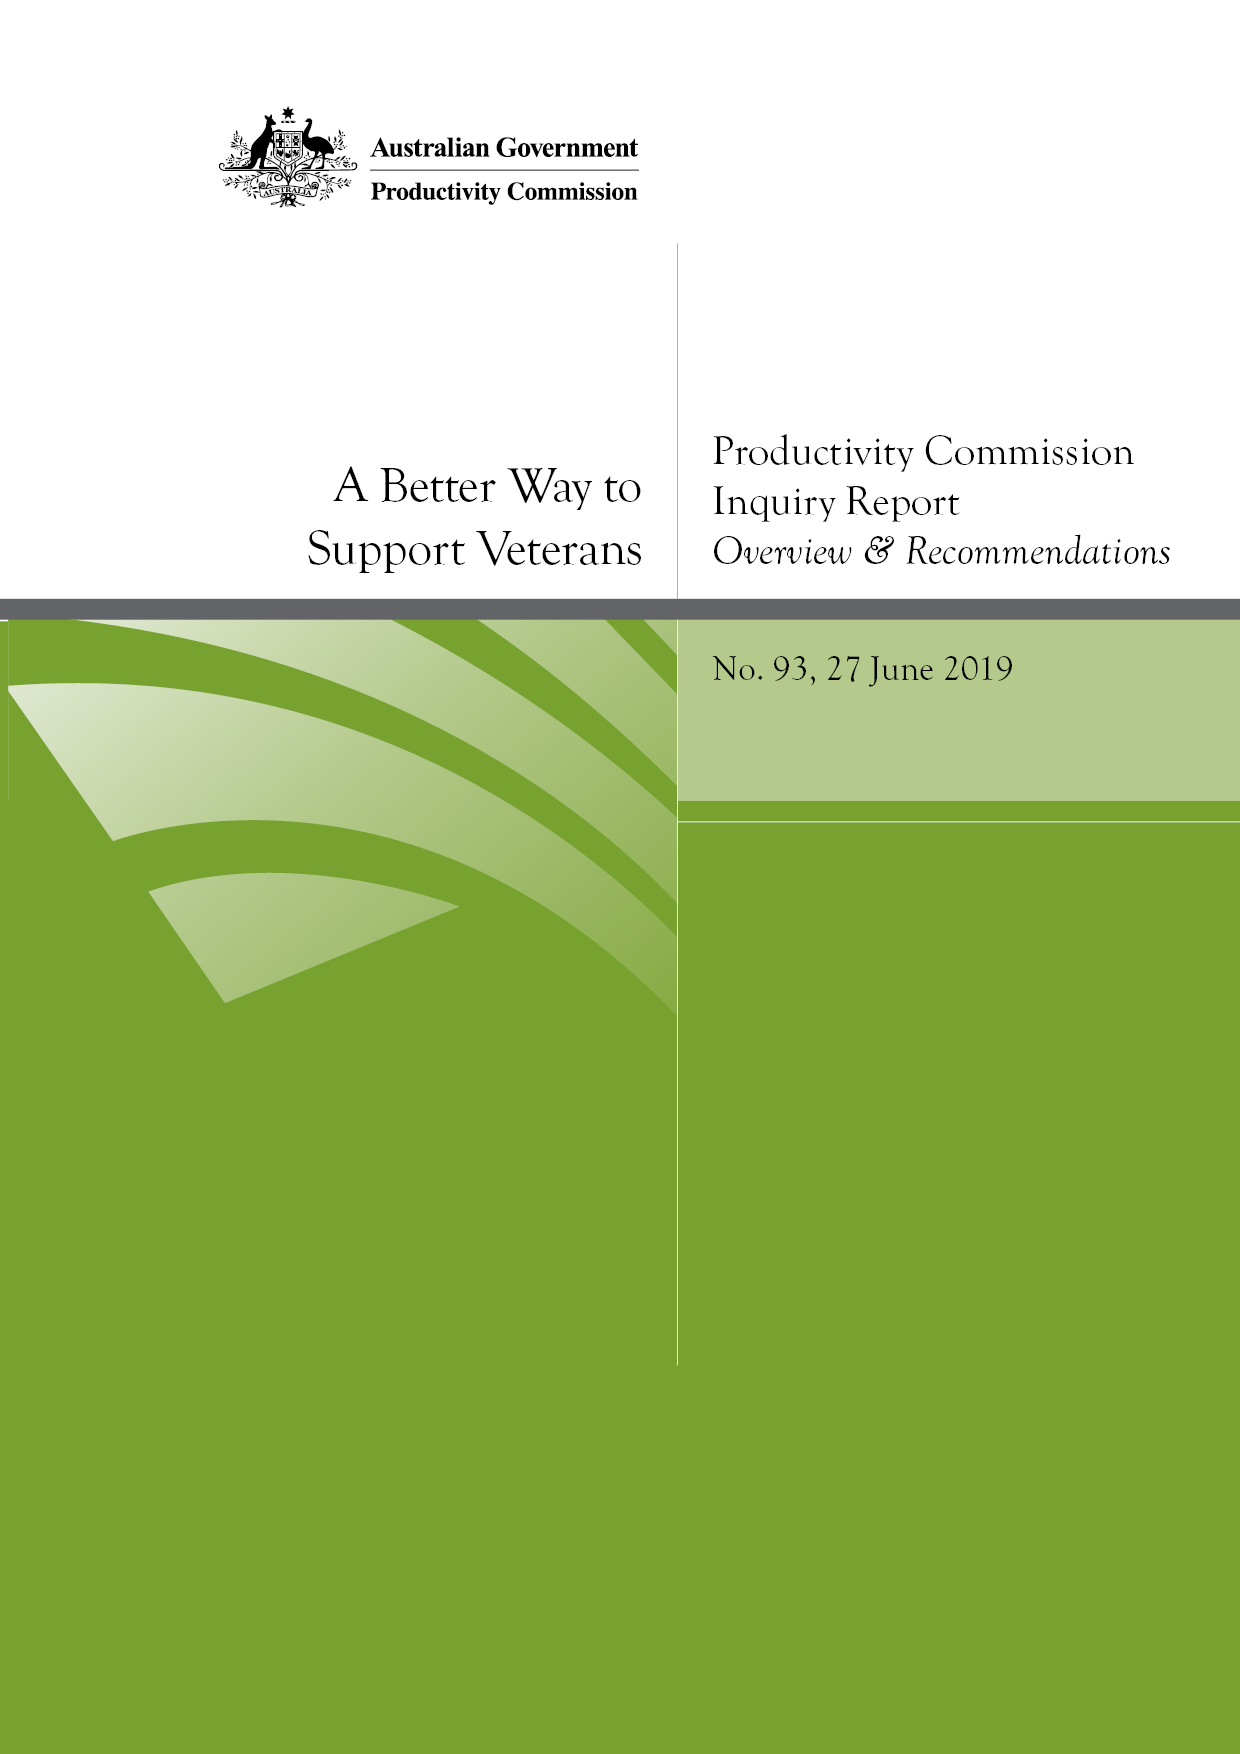 AUSTRALIA
Australian Government
Productivity Commission
A Better Way to
Support Veterans
Productivity Commission
Inquiry Report
Overview & Recommendations
No. 93, 27 June 2019